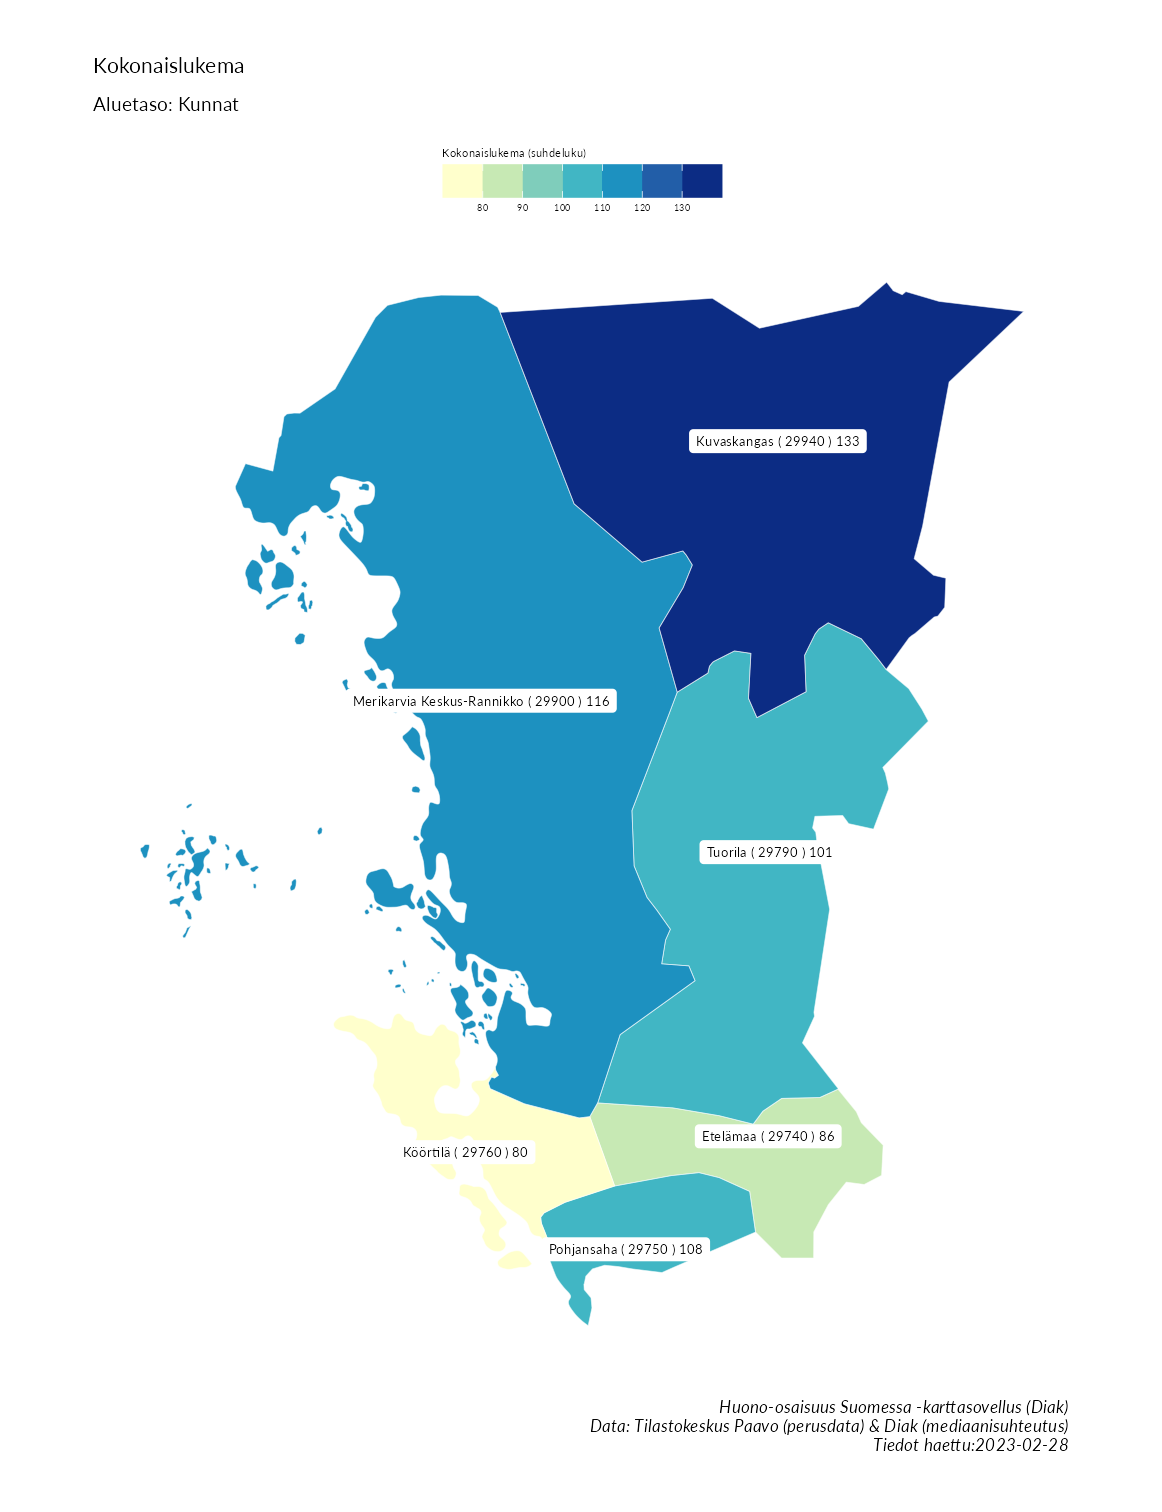 Kokonaislukema
Aluetaso: Kunnat
Kokonaislukema (suhdeluku)
80 90 100 110 120 130
Kuvaskangas ( 29940 ) 133
Merikarvia Keskus-Rannikko ( 29900 ) 116
Tuorila ( 29790 ) 101
Etelämaa ( 29740 ) 86
Köörtilä ( 29760 ) 80
Pohjansaha ( 29750 ) 108
Huono-osaisuus Suomessa -karttasovellus (Diak)
Data: Tilastokeskus Paavo (perusdata) & Diak (mediaanisuhteutus)
Tiedot haettu:2023-02-28